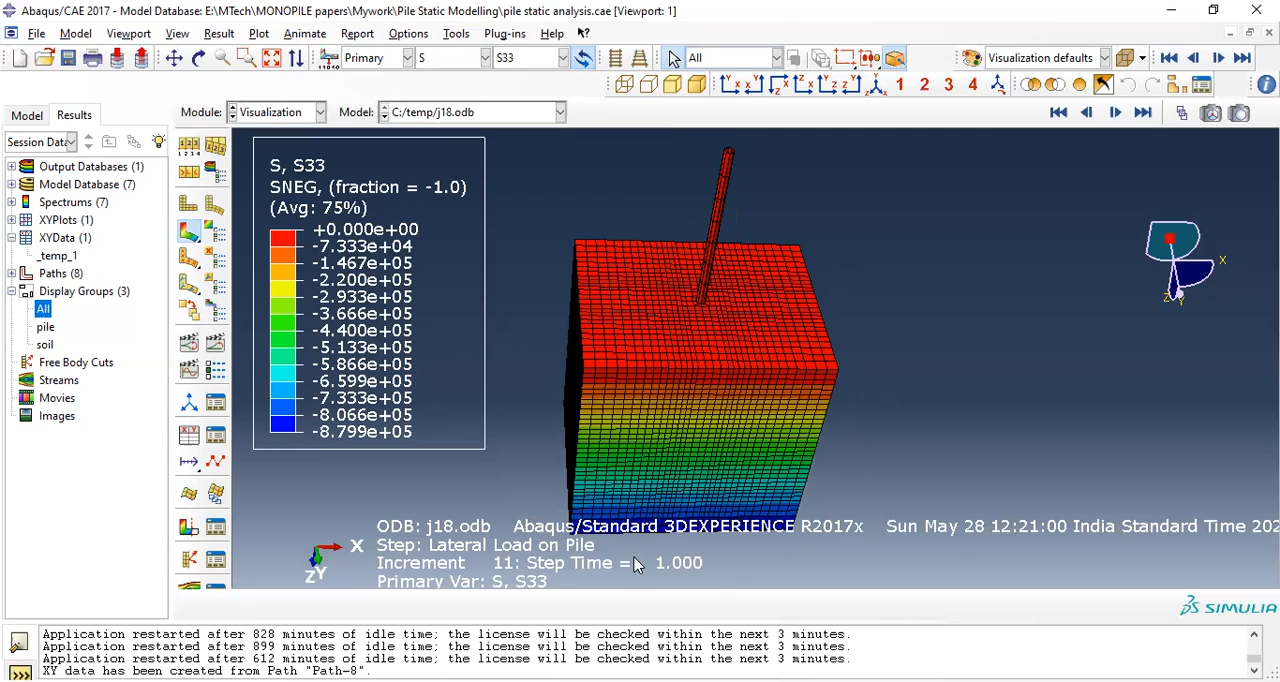 Abaqus/CAE 2017 - Model Database: E:\MTech\MONOPILE papers\Mywork\Pile Static Modelling\pile static analysis.cae [Viewport: 1]
File Model Viewport View Result Plot Animate Report Options Tools Plug-ins Help
Primary S S33 All Visualization defaults
1 2 3 4
Model Results Module: Visualization Model: C:/temp/j18.odb
Session Data
Output Databases (1)
Model Database (7)
Spectrums (7)
XYPlots (1)
XYData (1)
_temp_1
Paths (8)
Display Groups (3)
All
pile
soil
Free Body Cuts
Streams
Movies
Images
S, S33
SNEG, (fraction = -1.0)
(Avg: 75%)
+0.000e+00
-7.333e+04
-1.467e+05
-2.200e+05
-2.933e+05
-3.666e+05
-4.400e+05
-5.133e+05
-5.866e+05
-6.599e+05
-7.333e+05
-8.066e+05
-8.799e+05
X
Z Y
X
Z Y
ODB: j18.odb Abaqus/Standard 3DEXPERIENCE R2017x Sun May 28 12:21:00 India Standard Time 202
Step: Lateral Load on Pile
Increment 11: Step Time = 1.000
Primary Var: S, S33
SIMULIA
Application restarted after 828 minutes of idle time; the license will be checked within the next 3 minutes.
Application restarted after 899 minutes of idle time; the license will be checked within the next 3 minutes.
Application restarted after 612 minutes of idle time; the license will be checked within the next 3 minutes.
XY data has been created from Path "Path-8".